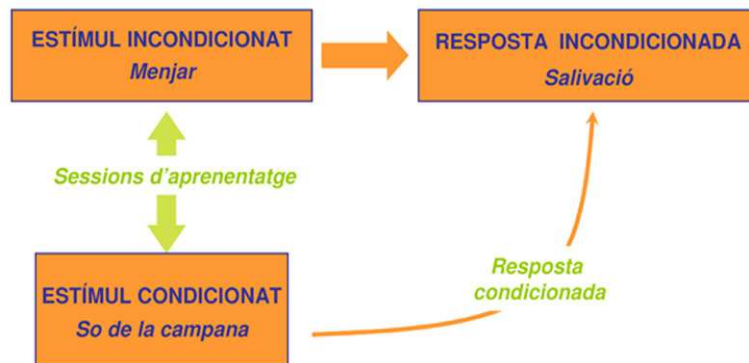 ESTÍMUL INCONDICIONAT
Menjar
RESPOSTA INCONDICIONADA
Salivació
Sessions d'aprenentatge
ESTÍMUL CONDICIONAT
So de la campana
Resposta
condicionada